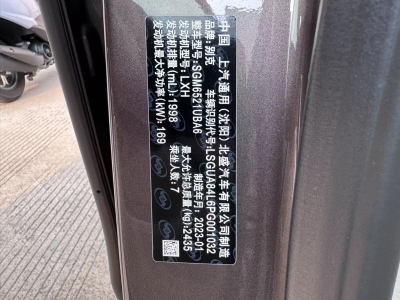 中国 上汽通用(沈阳)北盛汽车有限公司制造
品牌:别克 车辆识别代号:LSGUA84L6PG001032
整车型号:SGM6521UBA6 制造年月:2023-01
发动机型号:LXH 最大允许总质量(kg):2435
发动机排量(mL):1998 乘坐人数:7
发动机最大净功率(kW):169